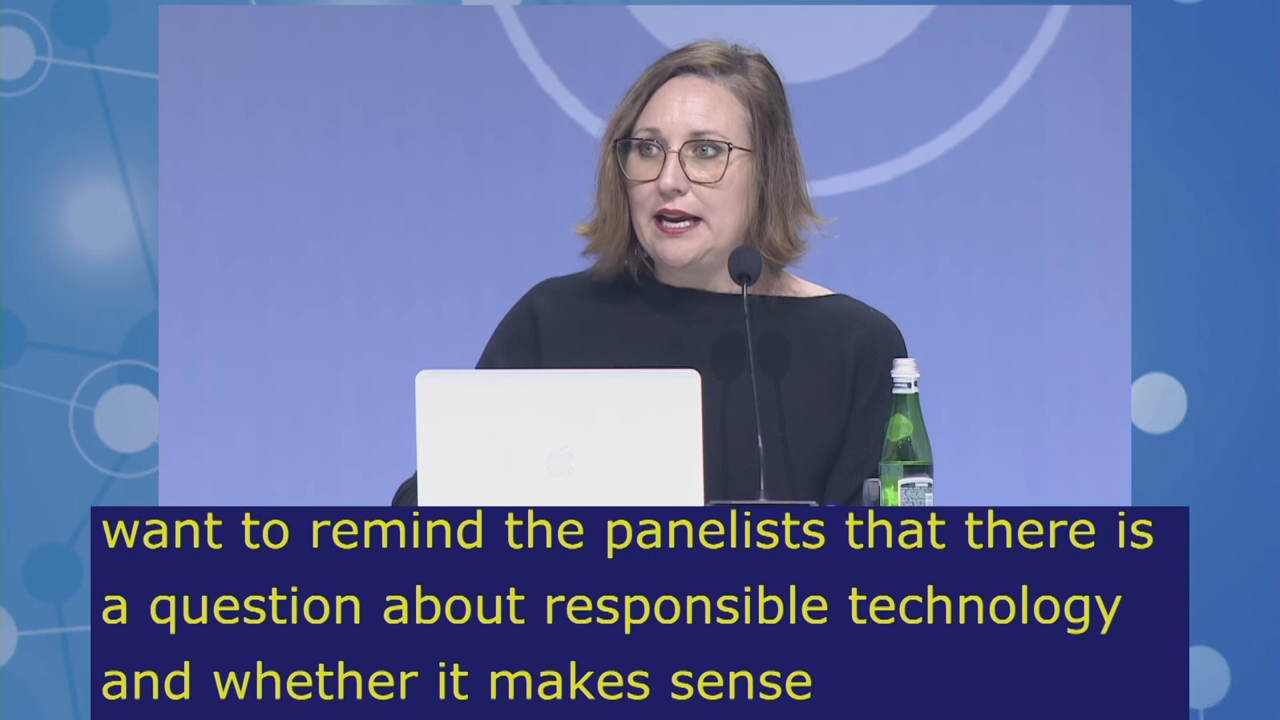 want to remind the panelists that there is
a question about responsible technology
and whether it makes sense